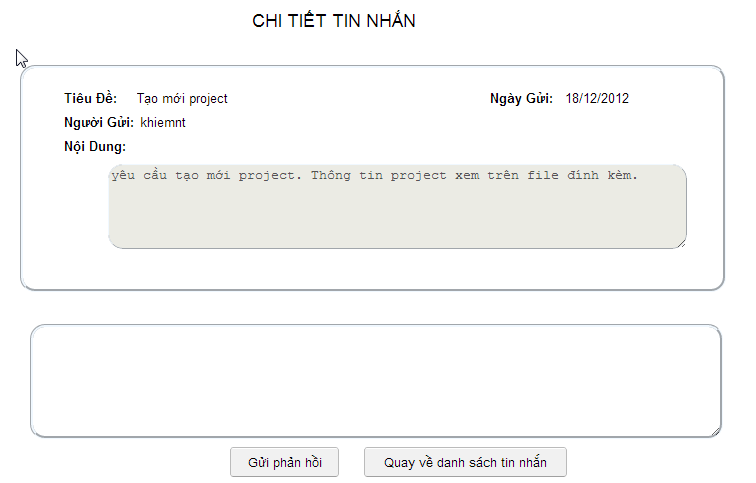 CHI TIẾT TIN NHẮN
Tiêu Đề: Tạo mới project Ngày Gửi: 18/12/2012
Người Gửi: khiemnt
Nội Dung:
yêu cầu tạo mới project. Thông tin project xem trên file đính kèm.
Gửi phản hồi Quay về danh sách tin nhắn